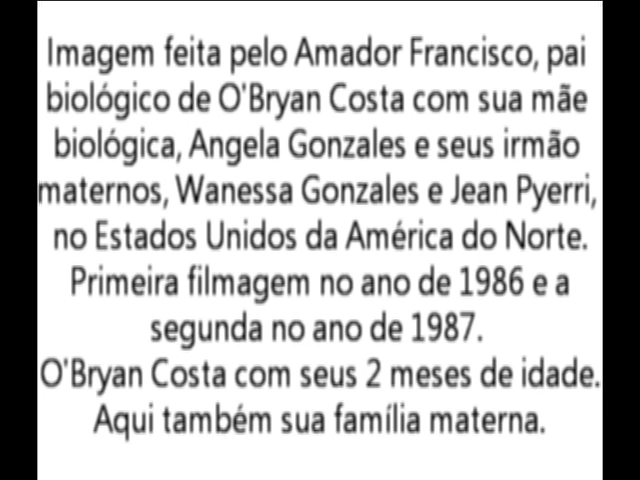 Imagem feita pelo Amador Francisco, pai
biológico de O'Bryan Costa com sua mãe
biológica, Angela Gonzales e seus irmão
maternos, Wanessa Gonzales e Jean Pyerri,
no Estados Unidos da América do Norte.
Primeira filmagem no ano de 1986 e a
segunda no ano de 1987.
O'Bryan Costa com seus 2 meses de idade.
Aqui também sua família materna.